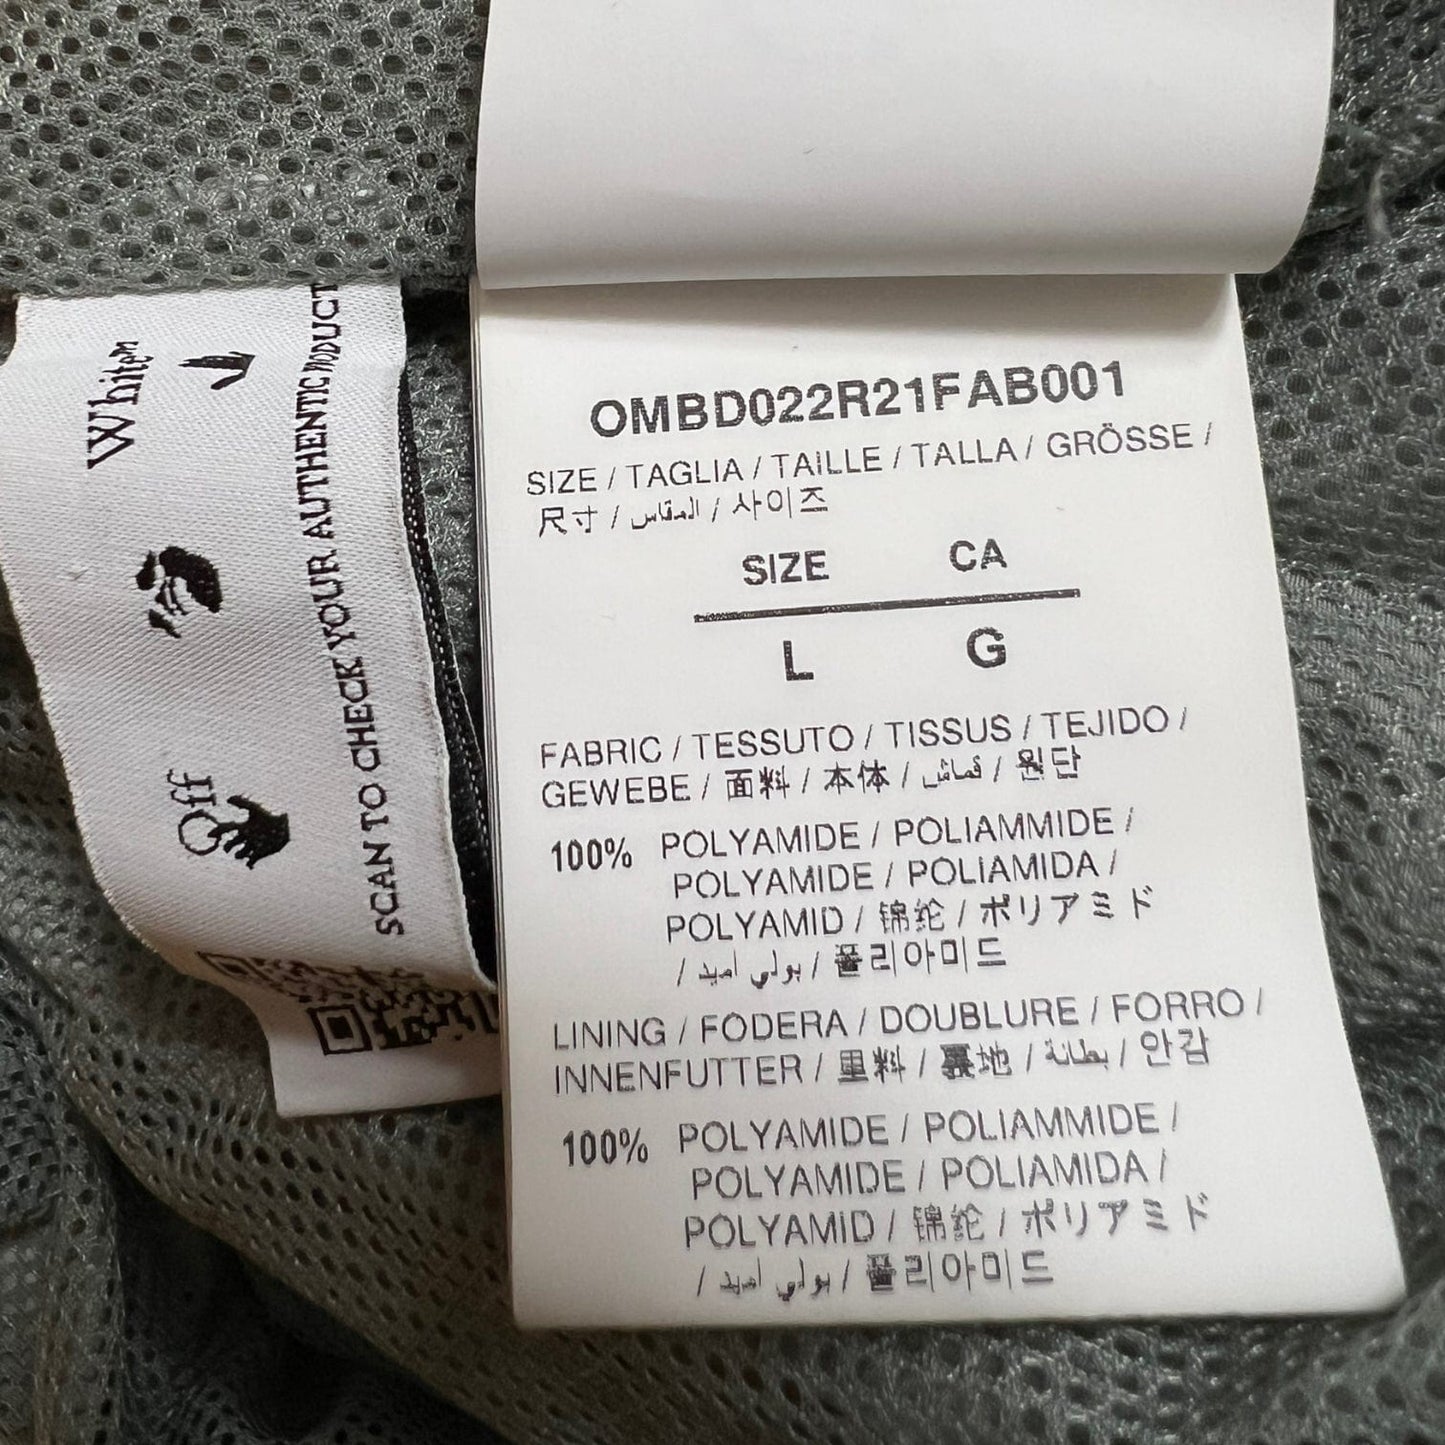 Off White™
SCAN TO CHECK YOUR AUTHENTIC PRODUCT
OMBD022R21FAB001
SIZE / TAGLIA / TAILLE / TALLA / GRÖSSE /
尺寸 / المقاس / 사이즈
SIZE CA
L G
FABRIC / TESSUTO / TISSUS / TEJIDO /
GEWEBE / 面料 / 本体 / قماش / 원단
100% POLYAMIDE / POLIAMMIDE /
POLYAMIDE / POLIAMIDA /
POLYAMID / 锦纶 / ポリアミド
/ بولي اميد / 폴리아미드
LINING / FODERA / DOUBLURE / FORRO /
INNENFUTTER / 里料 / 裏地 / بطانة / 안감
100% POLYAMIDE / POLIAMMIDE /
POLYAMIDE / POLIAMIDA /
POLYAMID / 锦纶 / ポリアミド
/ بولي اميد / 폴리아미드